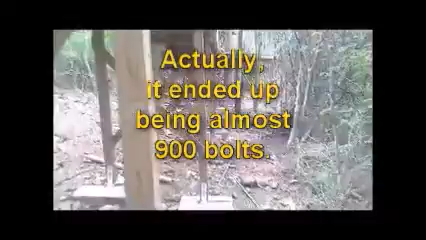 Actually,
it ended up
being almost
900 bolts.